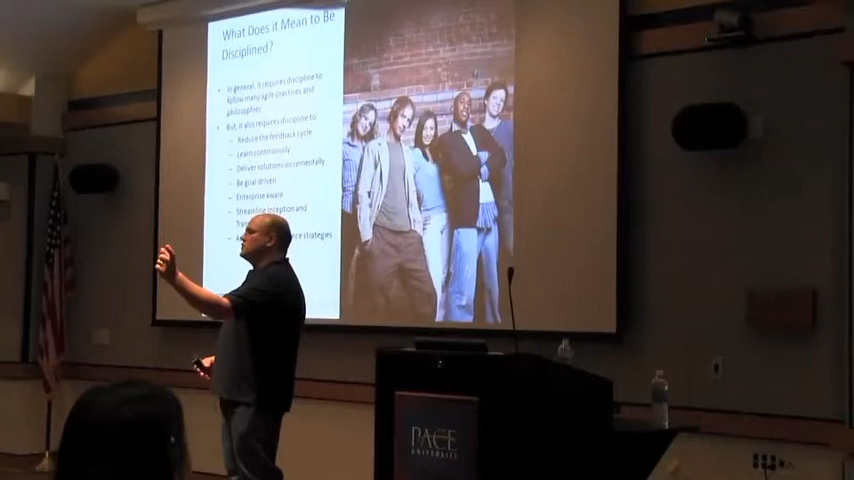 What Does it Mean to Be
Disciplined?
• In general, it requires discipline to
follow many agile practices and
philosophies
• But, it also requires discipline to:
– Reduce the feedback cycle
– Learn continuously
– Deliver solutions incrementally
– Be goal driven
– Enterprise aware
– Streamline Inception and
strategies
PACE
UNIVERSITY